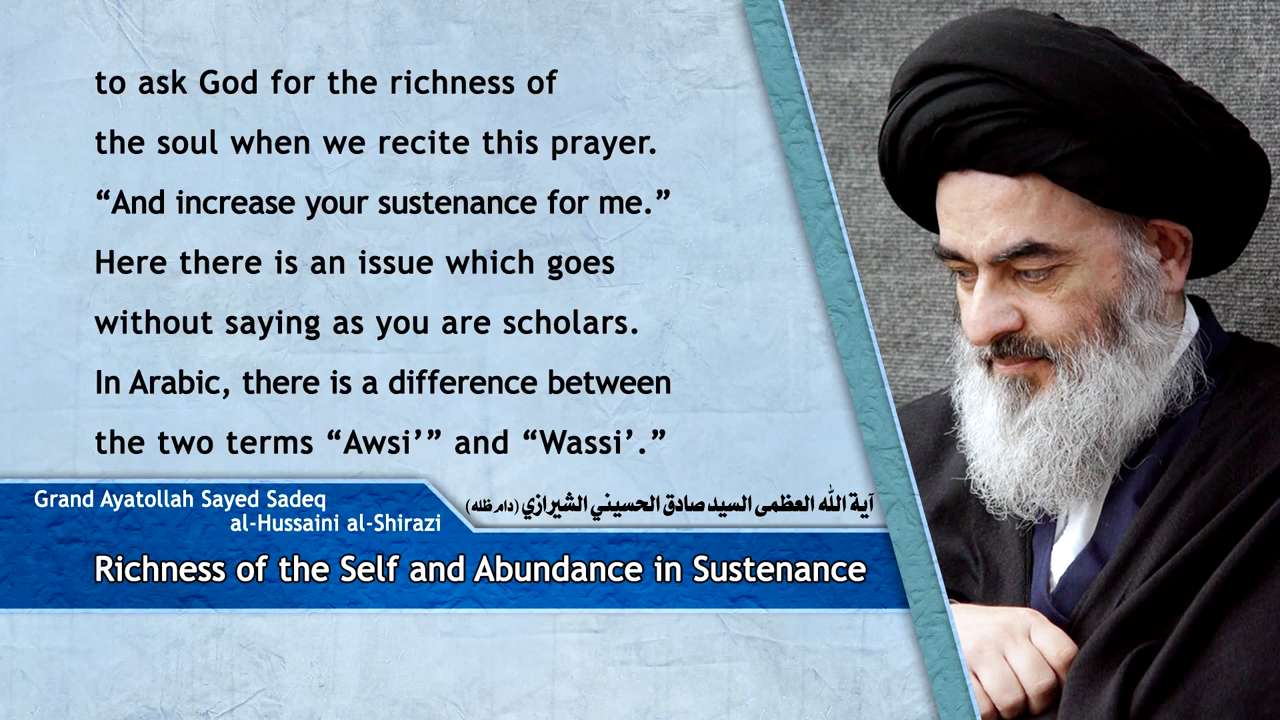 to ask God for the richness of
the soul when we recite this prayer.
“And increase your sustenance for me.”
Here there is an issue which goes
without saying as you are scholars.
In Arabic, there is a difference between
the two terms “Awsi’” and “Wassi’.”
Grand Ayatollah Sayed Sadeq
al-Hussaini al-Shirazi
آية الله العظمى السيد صادق الحسيني الشيرازي (دام ظله)
Richness of the Self and Abundance in Sustenance